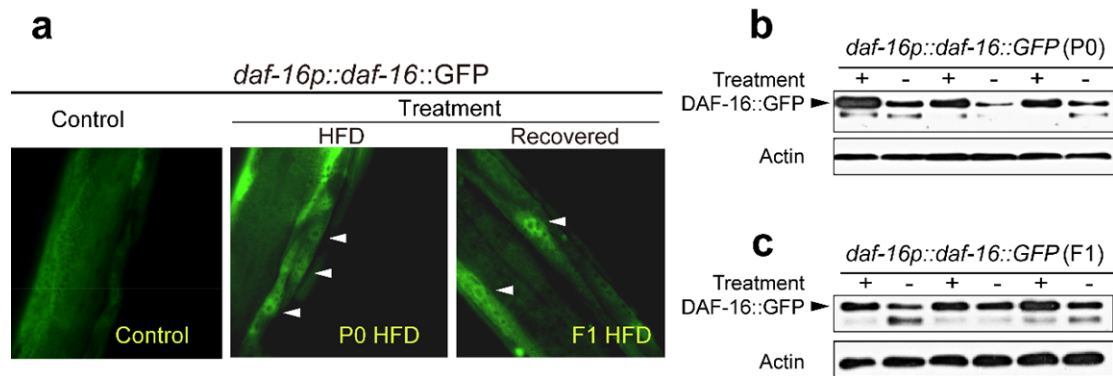 a
daf-16p::daf-16::GFP
Control
Treatment
HFD
Recovered
Control
P0 HFD
F1 HFD
b
daf-16p::daf-16::GFP (P0)
Treatment + - + - + -
DAF-16::GFP
Actin
c
daf-16p::daf-16::GFP (F1)
Treatment + - + - + -
DAF-16::GFP
Actin